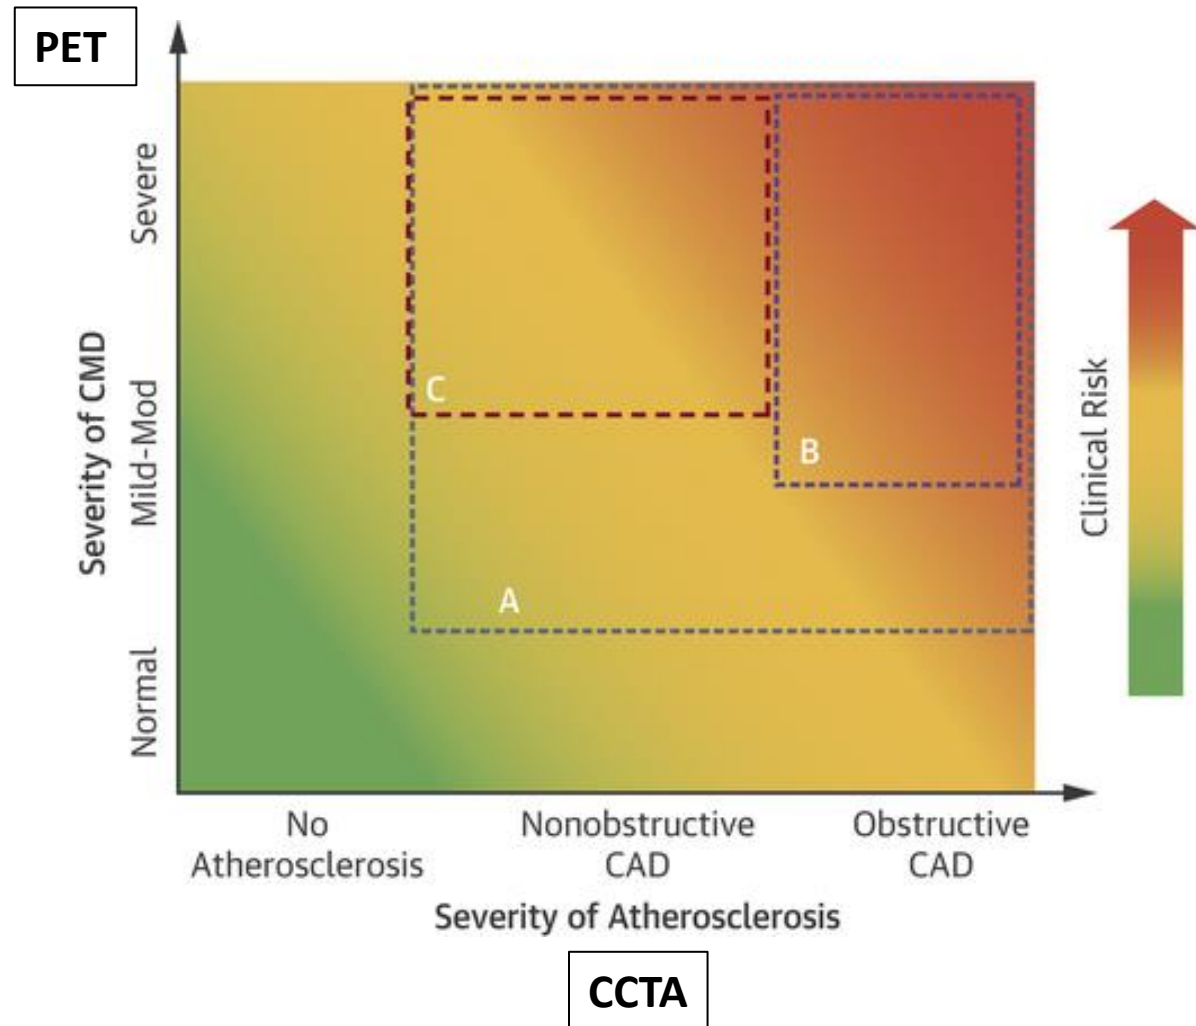 PET
Severity of CMD
Severe
Mild-Mod
Normal
C
B
A
Clinical Risk
No
Atherosclerosis
Nonobstructive
CAD
Obstructive
CAD
Severity of Atherosclerosis
CCTA